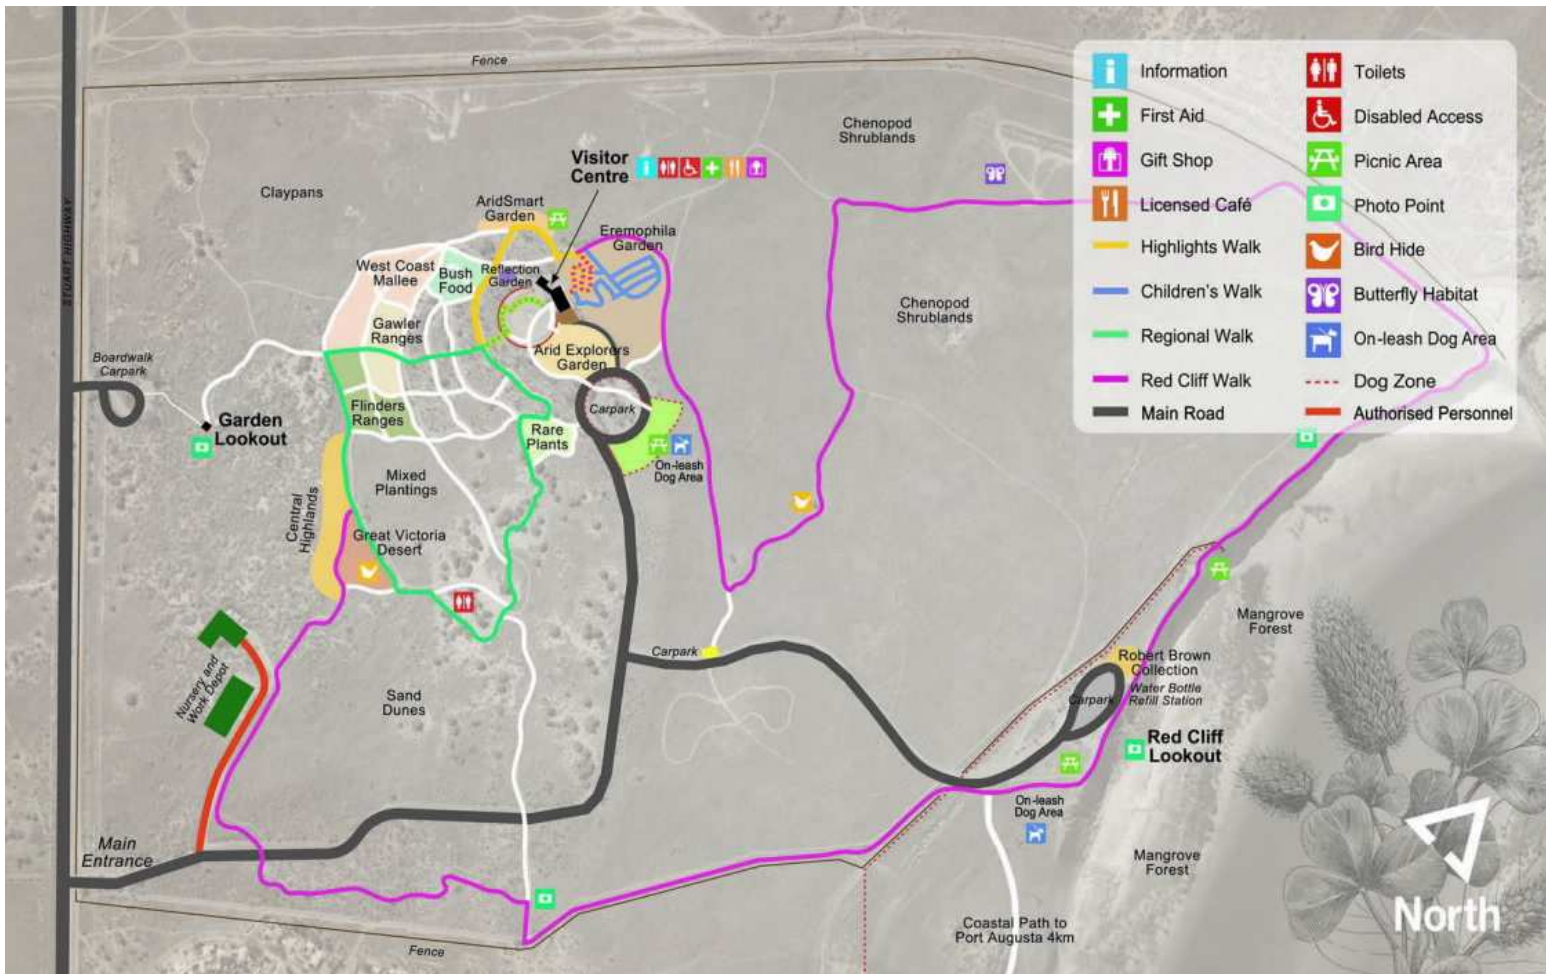 Fence
STUART HIGHWAY
Chenopod
Shrublands
Visitor
Centre
Claypans
AridSmart
Garden
Eremophila
Garden
West Coast
Mallee
Bush
Food
Reflection
Garden
Gawler
Ranges
Chenopod
Shrublands
Boardwalk
Carpark
Arid Explorers
Garden
Garden
Lookout
Flinders
Ranges
Carpark
Rare
Plants
On-leash
Dog Area
Mixed
Plantings
Central
Highlands
Great Victoria
Desert
Nursery and
Work Depot
Sand
Dunes
Carpark
Mangrove
Forest
Robert Brown
Collection
Water Bottle
Refill Station
Carpark
Red Cliff
Lookout
On-leash
Dog Area
Main
Entrance
Mangrove
Forest
Coastal Path to
Port Augusta 4km
Fence
North
Information
First Aid
Gift Shop
Licensed Café
Highlights Walk
Children's Walk
Regional Walk
Red Cliff Walk
Main Road
Toilets
Disabled Access
Picnic Area
Photo Point
Bird Hide
Butterfly Habitat
On-leash Dog Area
Dog Zone
Authorised Personnel